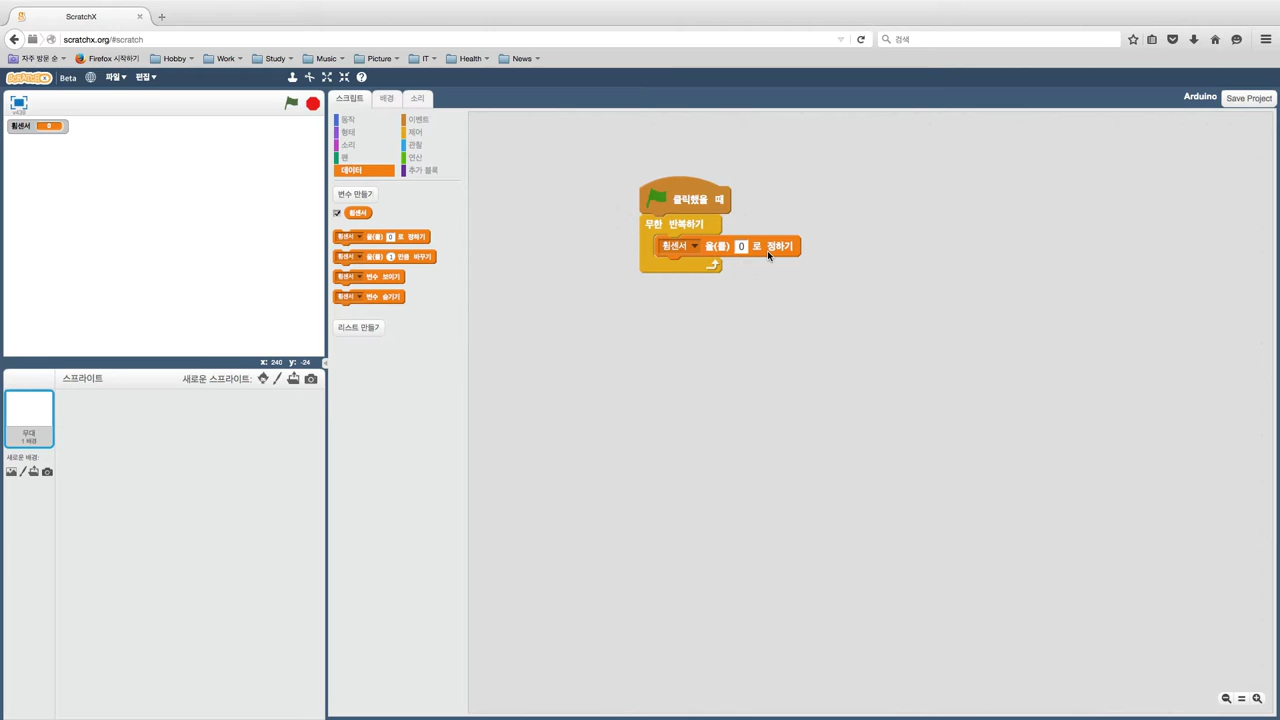 ScratchX
scratchx.org/#scratch
검색
자주 방문 순
Firefox 시작하기
Hobby
Work
Study
Music
Picture
IT
Health
News
SCRATCHX
Beta
파일
편집
v439
스크립트
배경
소리
Arduino
Save Project
휨센서 0
동작
이벤트
형태
제어
소리
관찰
펜
연산
데이터
추가 블록
변수 만들기
휨센서
휨센서 을(를) 0 로 정하기
휨센서 을(를) 1 만큼 바꾸기
휨센서 변수 보이기
휨센서 변수 숨기기
리스트 만들기
클릭했을 때
무한 반복하기
휨센서 을(를) 0 로 정하기
x: 240 y: -24
스프라이트
새로운 스프라이트:
무대
1 배경
새로운 배경: